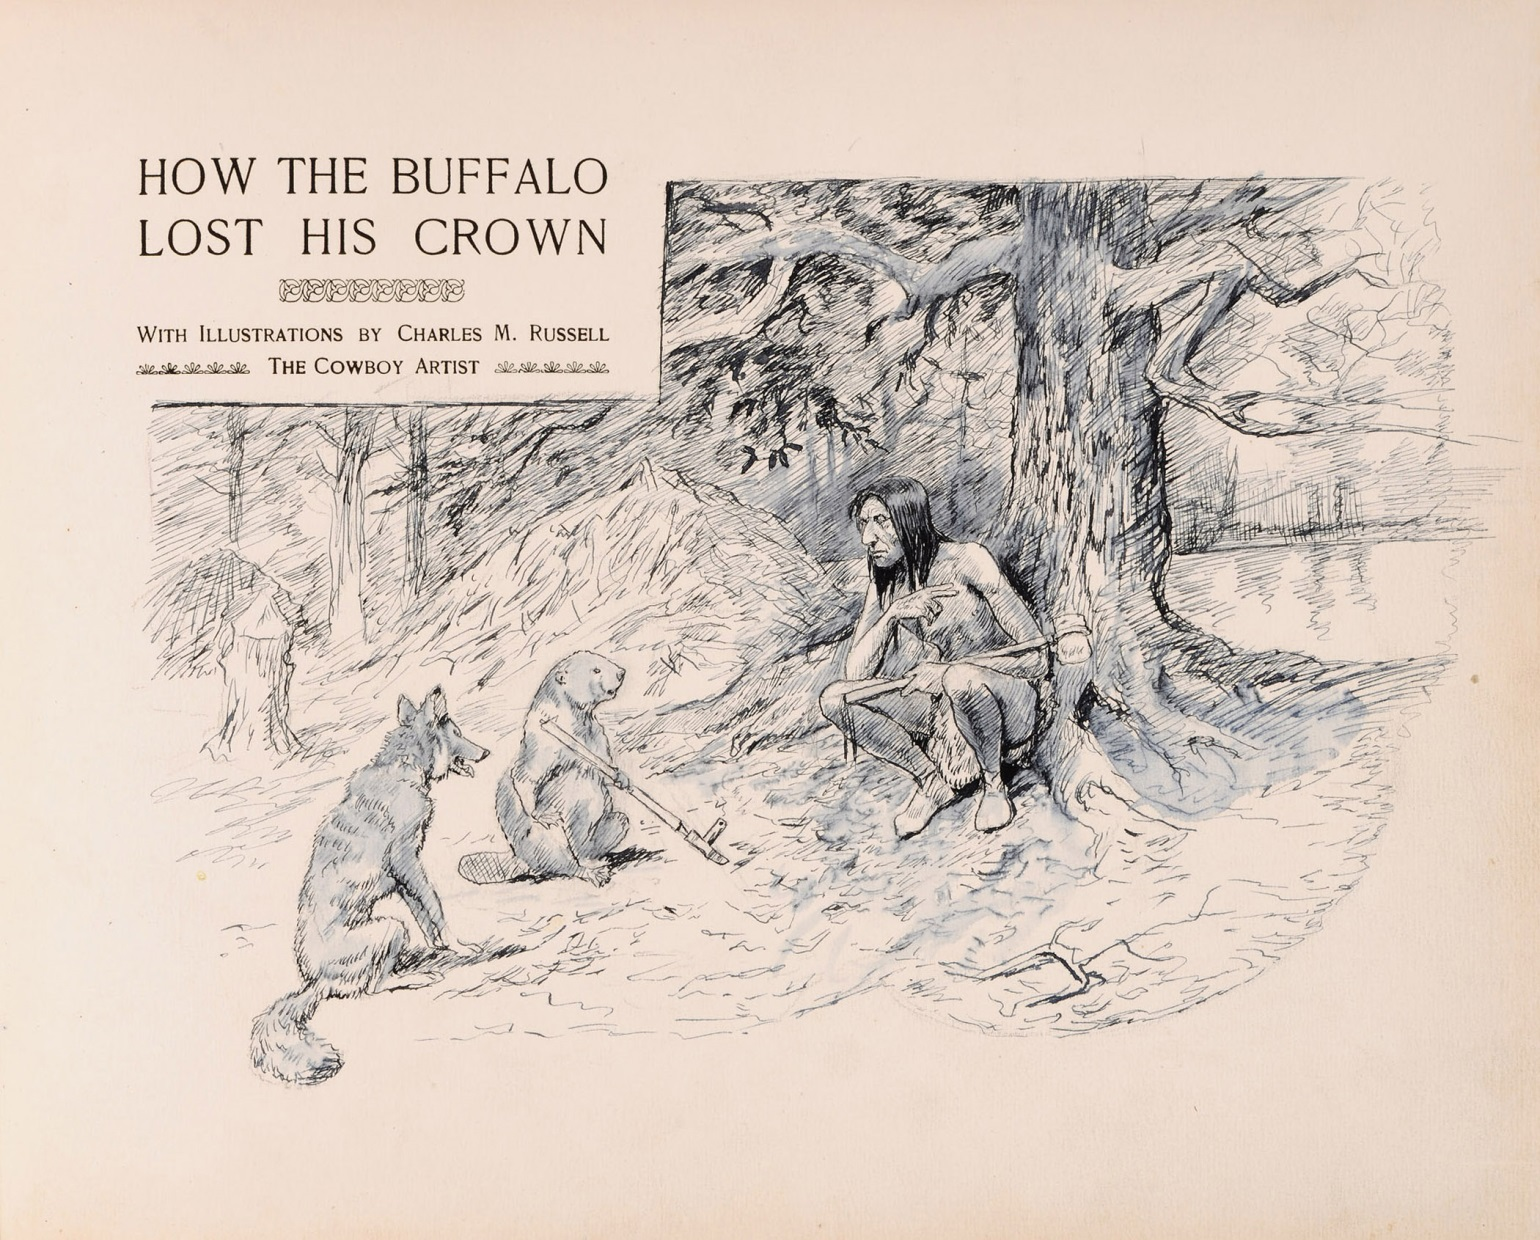 HOW THE BUFFALO
LOST HIS CROWN
WITH ILLUSTRATIONS BY CHARLES M. RUSSELL
THE COWBOY ARTIST